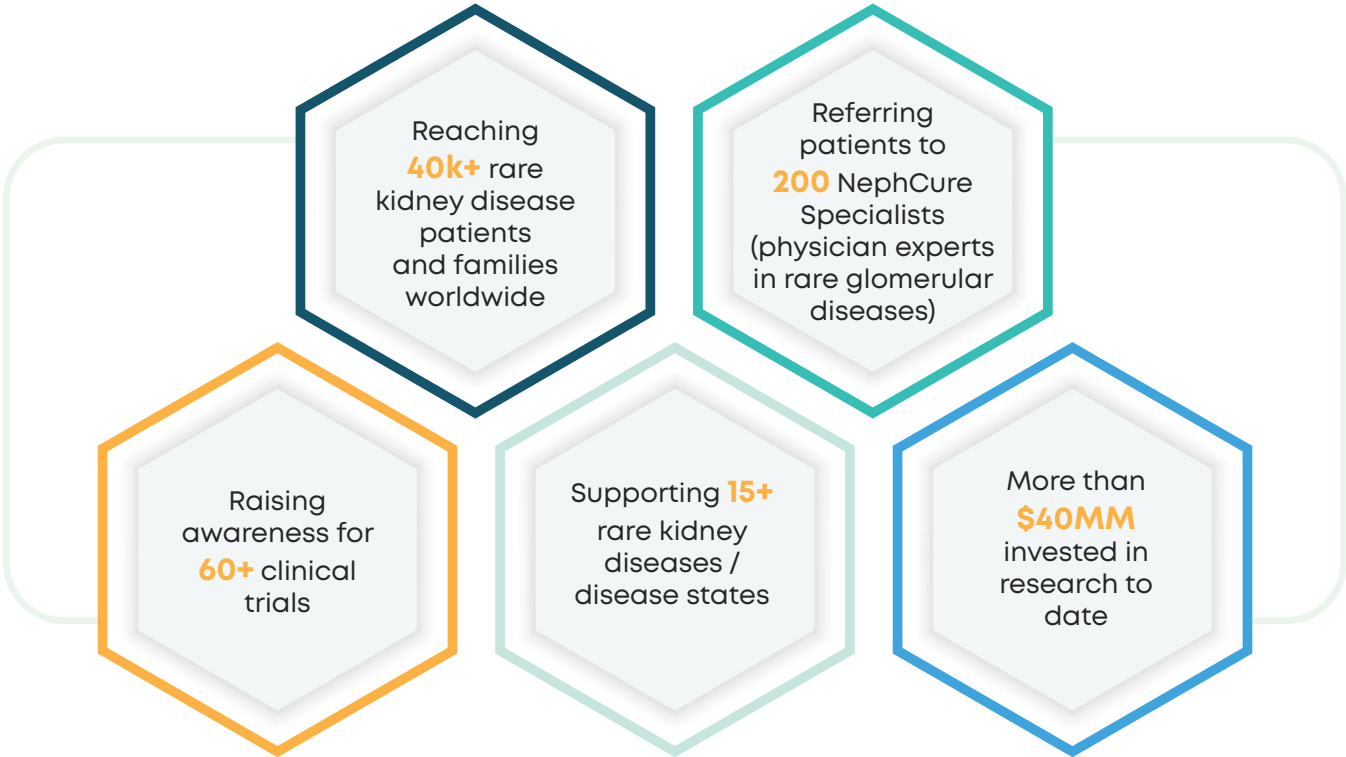 Reaching
40k+ rare
kidney disease
patients
and families
worldwide
Referring
patients to
200 NephCure
Specialists
(physician experts
in rare glomerular
diseases)
Raising
awareness for
60+ clinical
trials
Supporting 15+
rare kidney
diseases /
disease states
More than
$40MM
invested in
research to
date